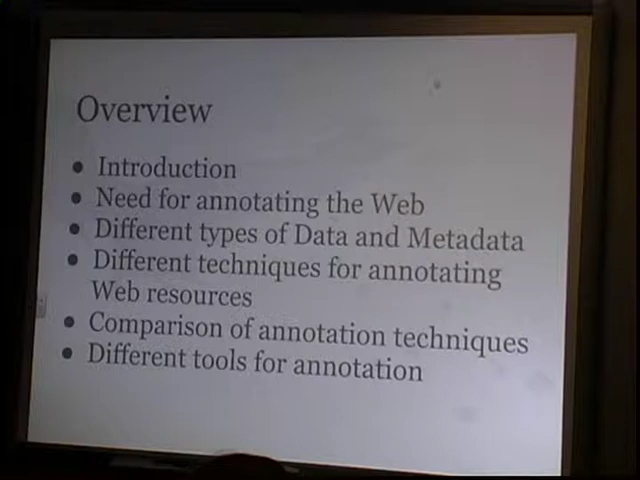 Overview
● Introduction
● Need for annotating the Web
● Different types of Data and Metadata
● Different techniques for annotating
Web resources
● Comparison of annotation techniques
● Different tools for annotation